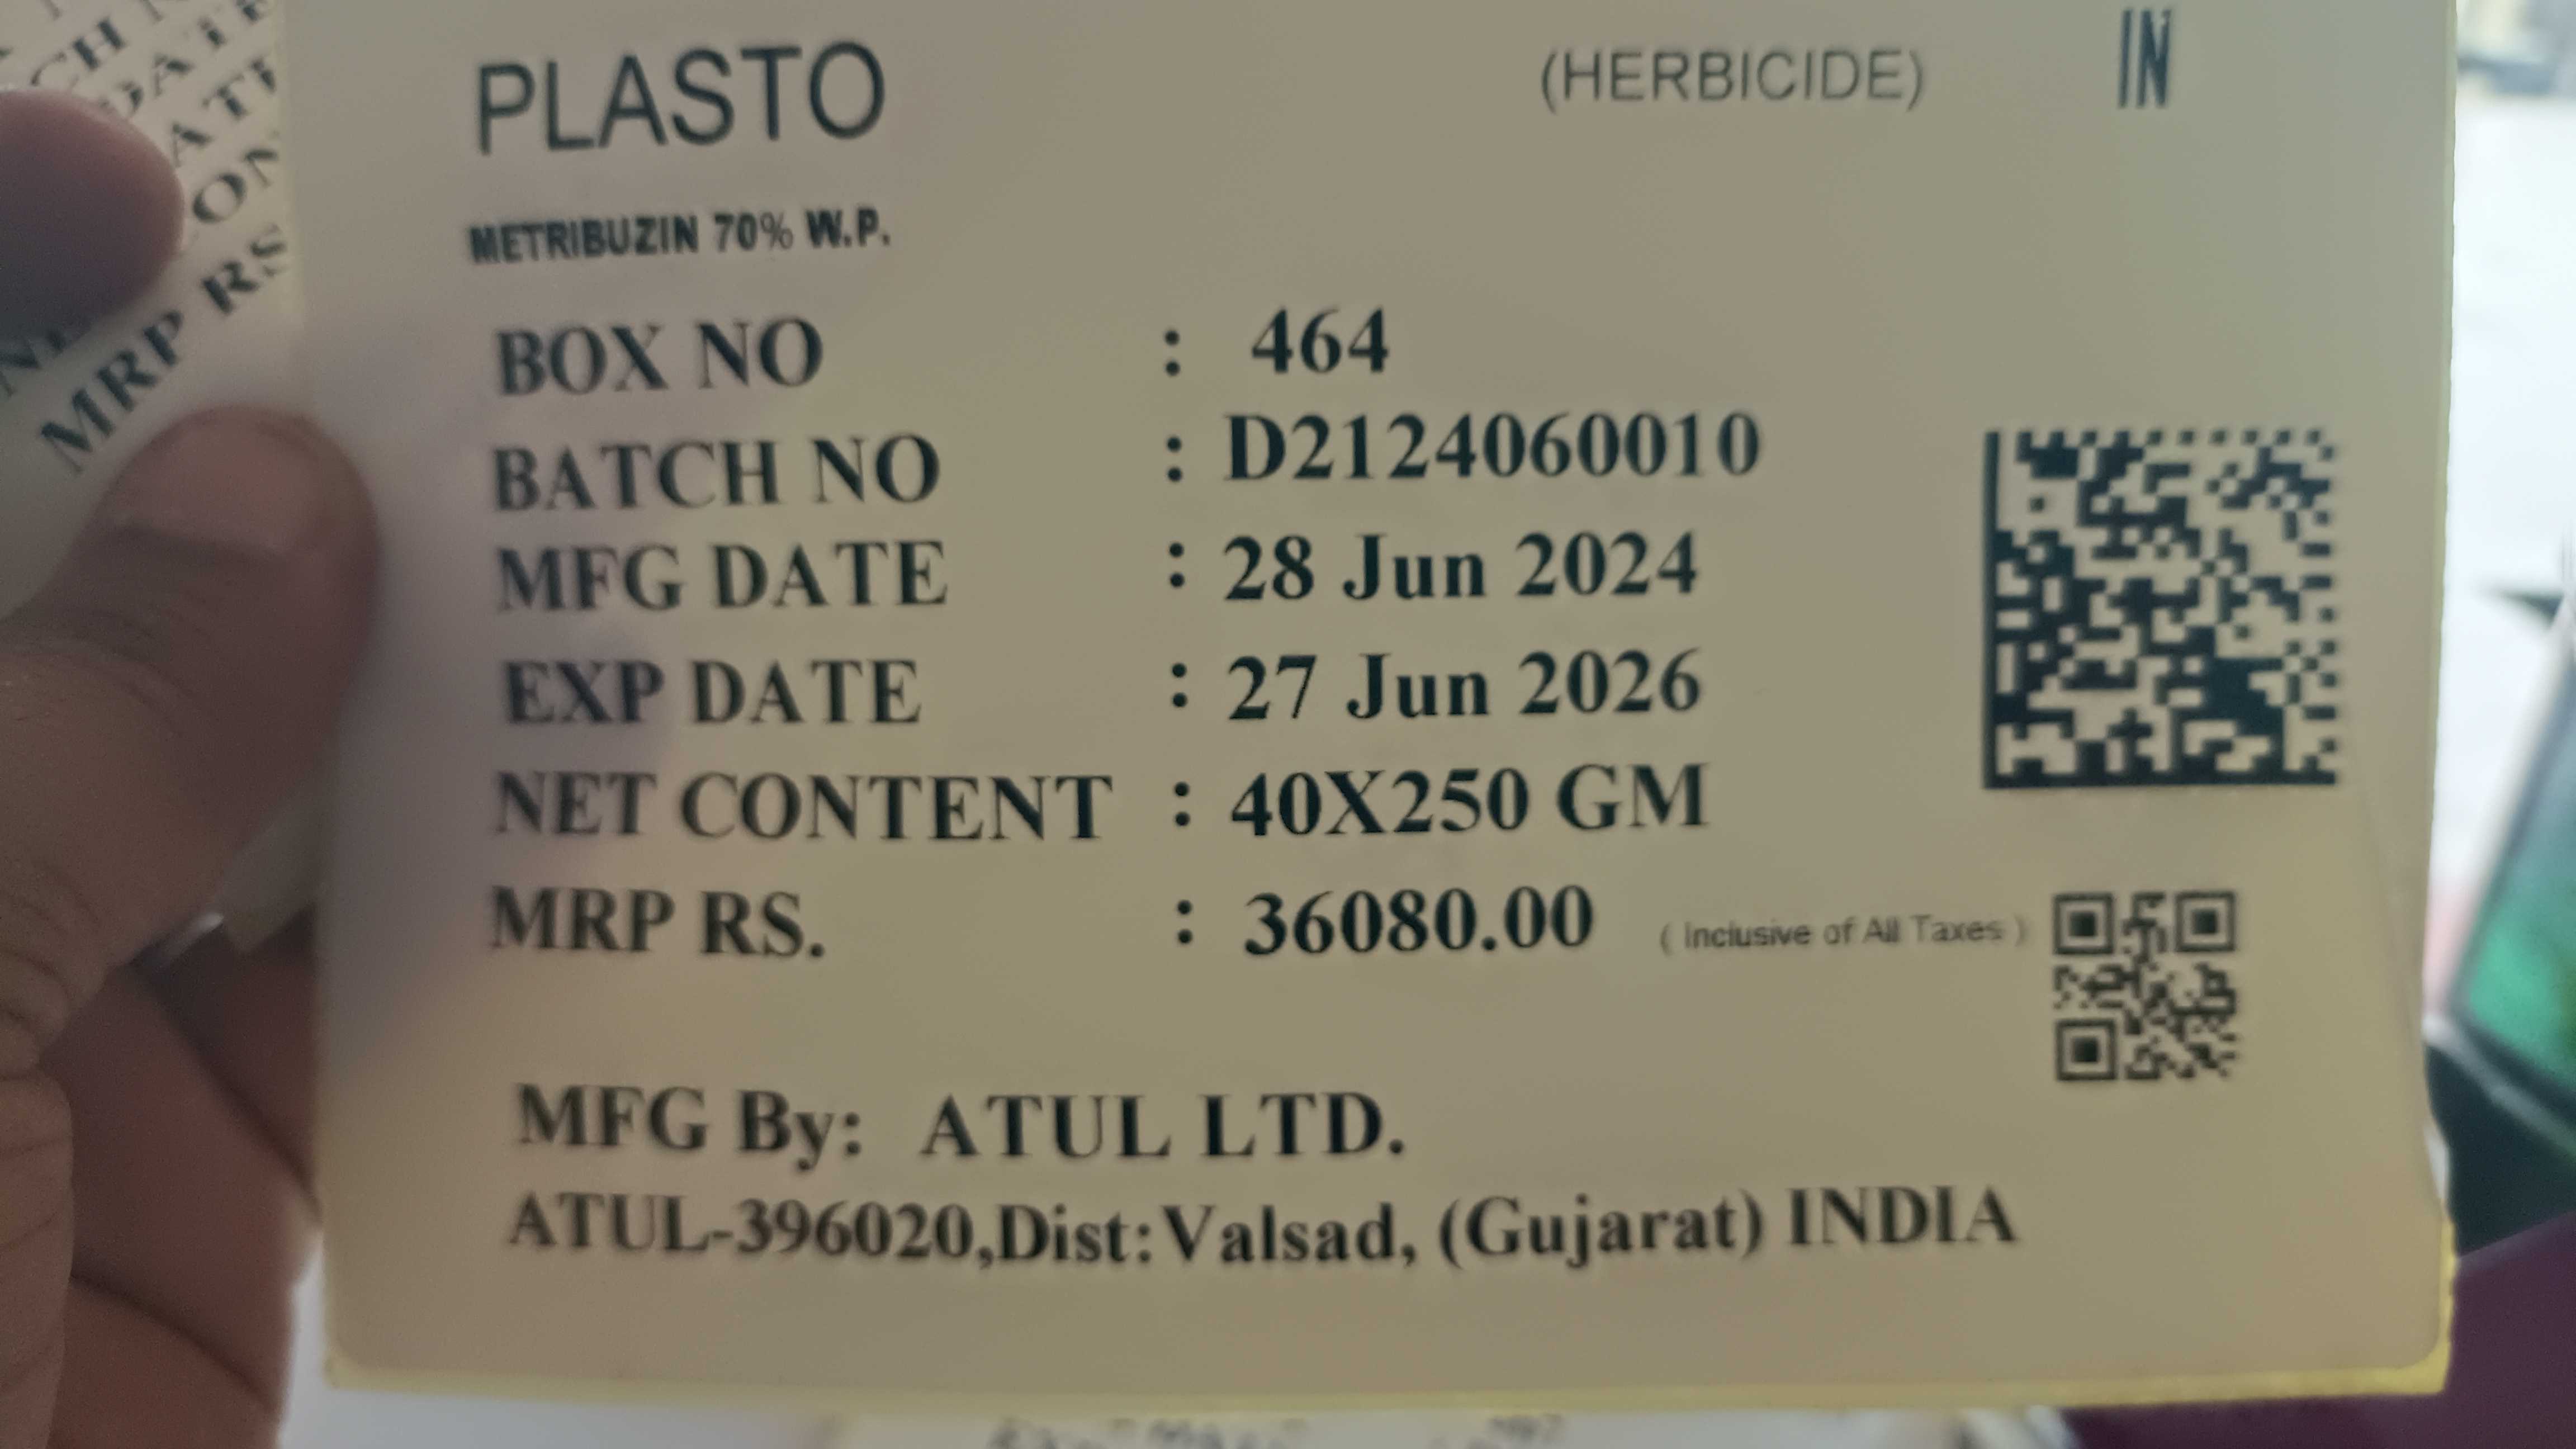 PLASTO (HERBICIDE) IN
METRIBUZIN 70% W.P.
BOX NO : 464
BATCH NO : D2124060010
MFG DATE : 28 Jun 2024
EXP DATE : 27 Jun 2026
NET CONTENT : 40X250 GM
MRP RS. : 36080.00 ( Inclusive of All Taxes )
MFG By: ATUL LTD.
ATUL-396020,Dist:Valsad, (Gujarat) INDIA
MRP RS